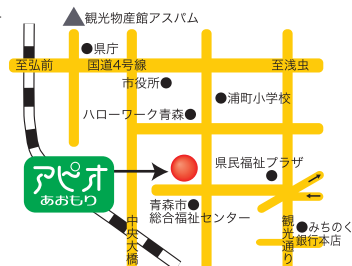 観光物産館アスパム
県庁
至弘前
国道4号線
至浅虫
市役所
浦町小学校
ハローワーク青森
県民福祉プラザ
アピオ
あおもり
青森市
総合福祉センター
中央大橋
観光通り
みちのく
銀行本店